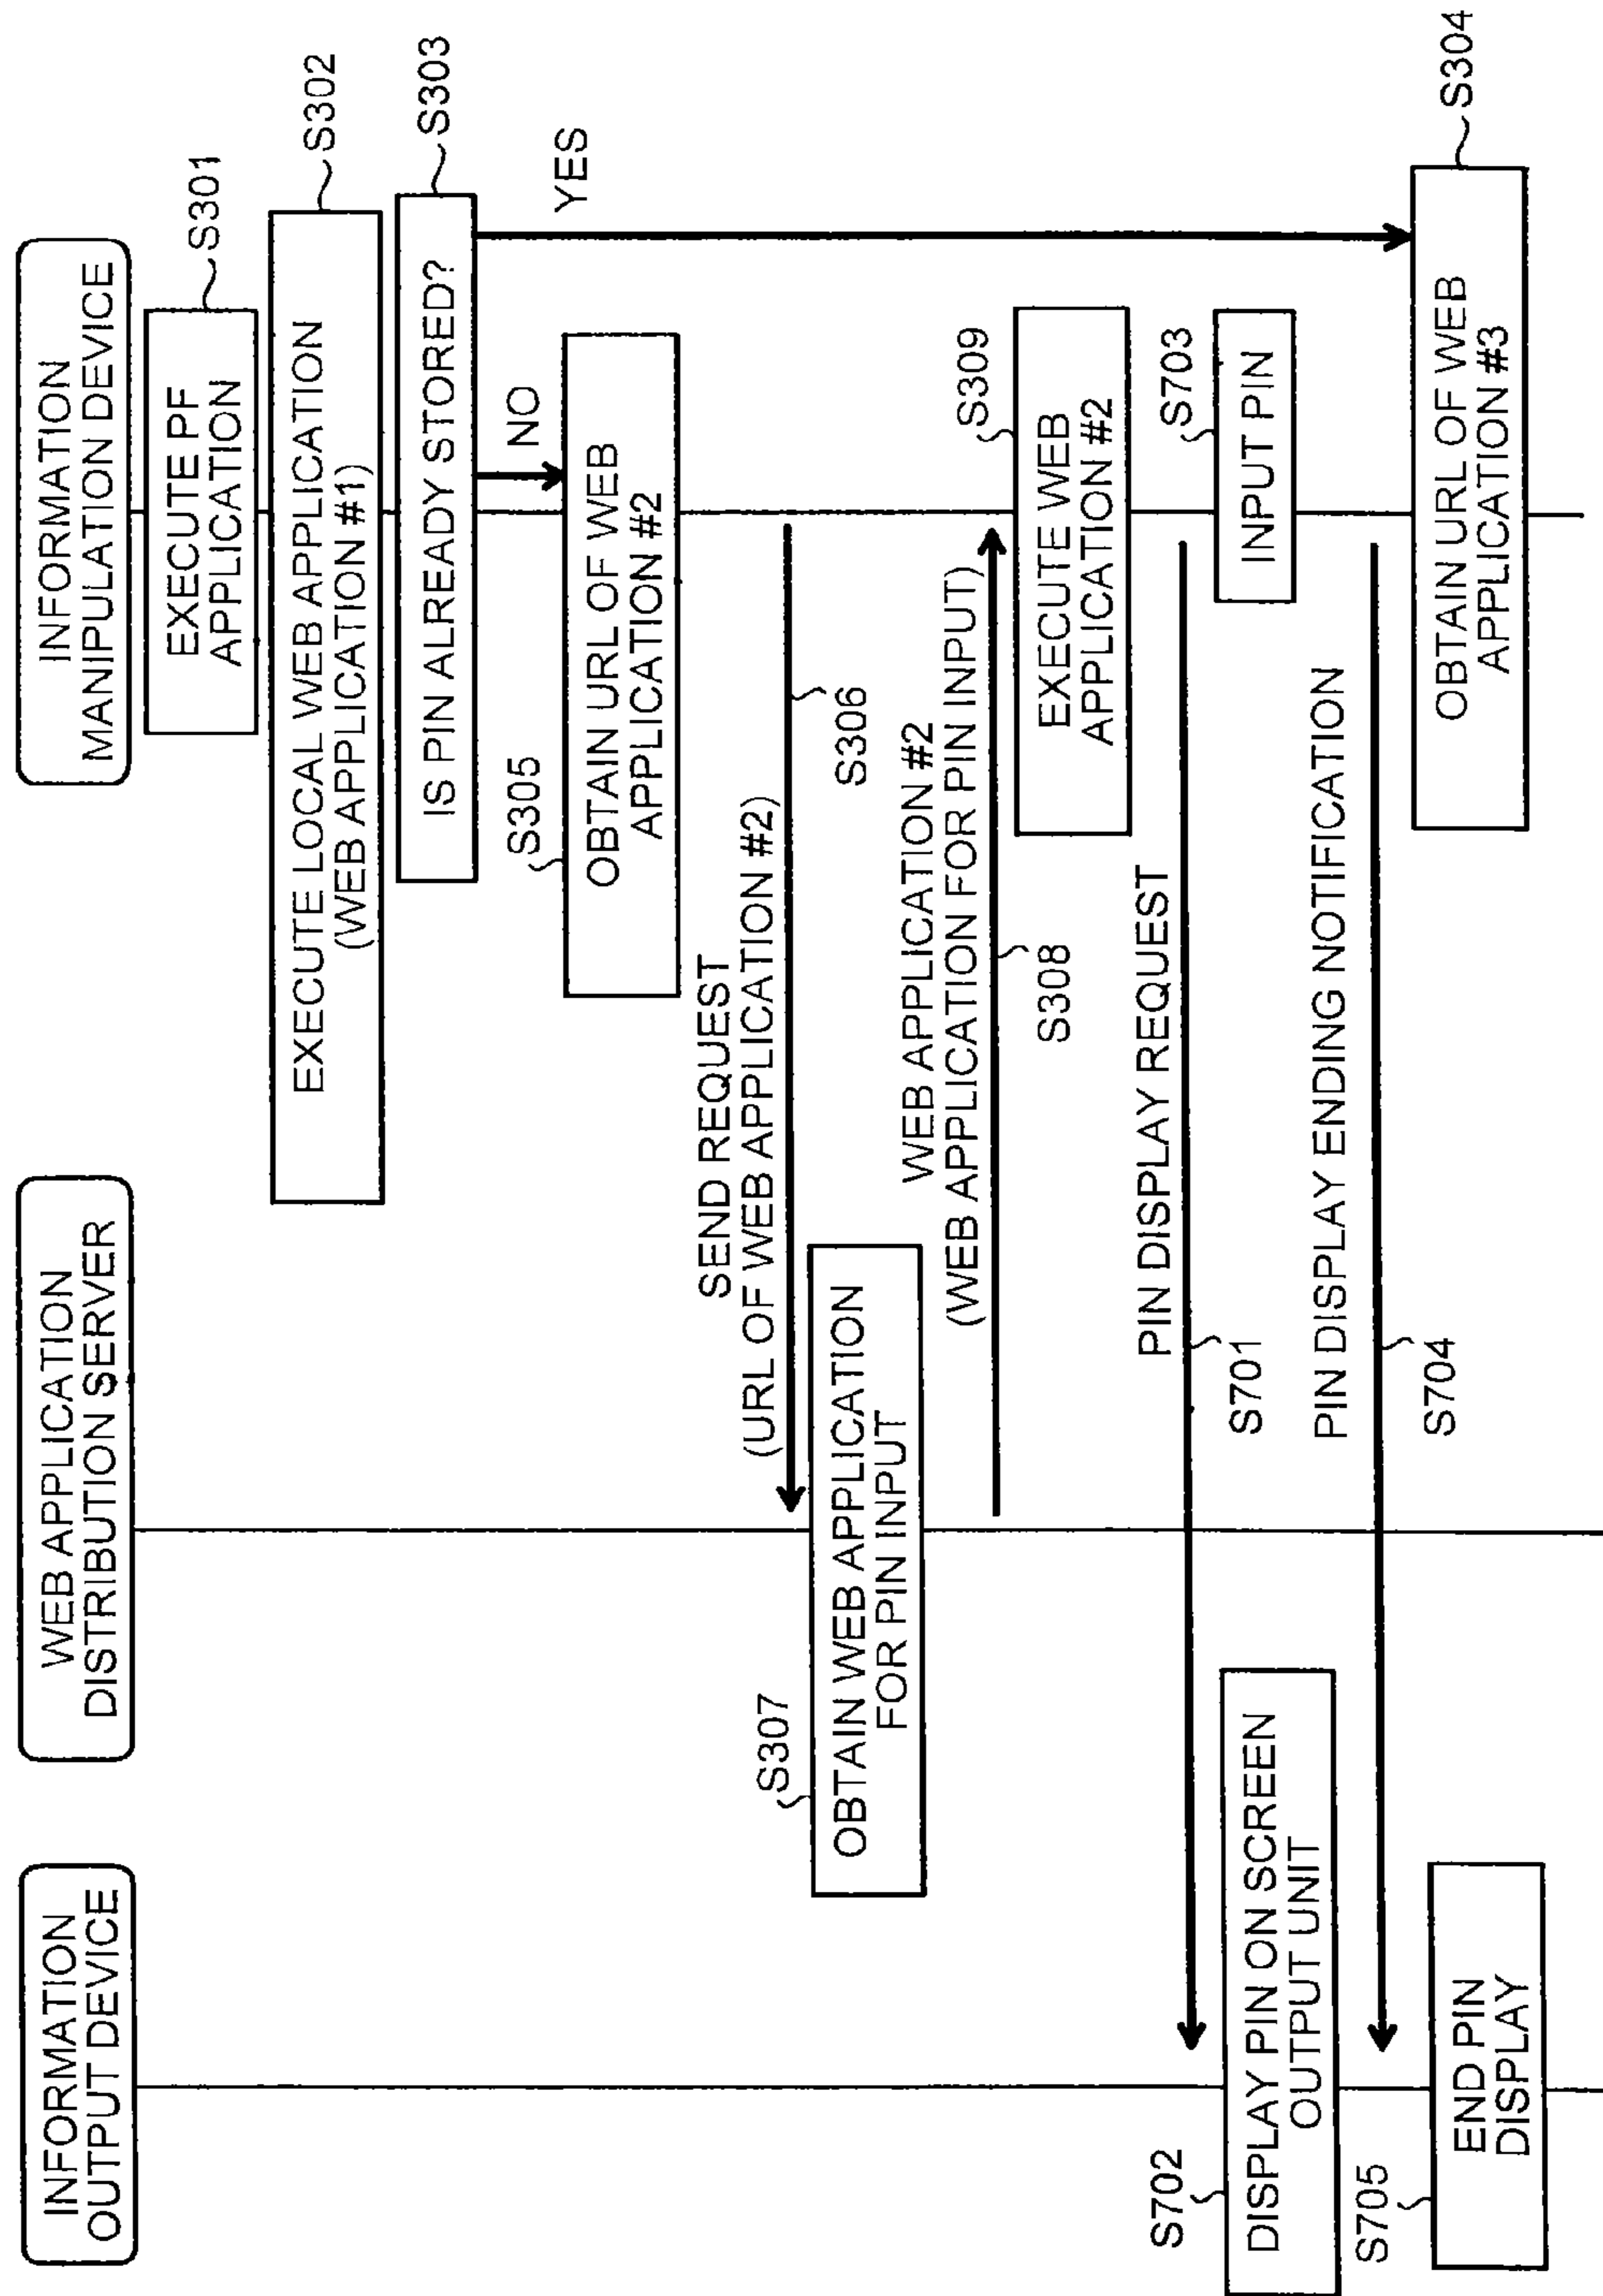 INFORMATION
OUTPUT DEVICE
WEB APPLICATION
DISTRIBUTION SERVER
INFORMATION
MANIPULATION DEVICE
EXECUTE PF
APPLICATION
S301
EXECUTE LOCAL WEB APPLICATION
(WEB APPLICATION #1)
S302
IS PIN ALREADY STORED?
S303
NO
YES
S305
OBTAIN URL OF WEB
APPLICATION #2
SEND REQUEST
(URL OF WEB APPLICATION #2)
S306
S307
OBTAIN WEB APPLICATION
FOR PIN INPUT
WEB APPLICATION #2
(WEB APPLICATION FOR PIN INPUT)
S308
S309
EXECUTE WEB
APPLICATION #2
PIN DISPLAY REQUEST
S701
S702
DISPLAY PIN ON SCREEN
OUTPUT UNIT
S703
INPUT PIN
PIN DISPLAY ENDING NOTIFICATION
S704
S705
END PIN
DISPLAY
OBTAIN URL OF WEB
APPLICATION #3
S304